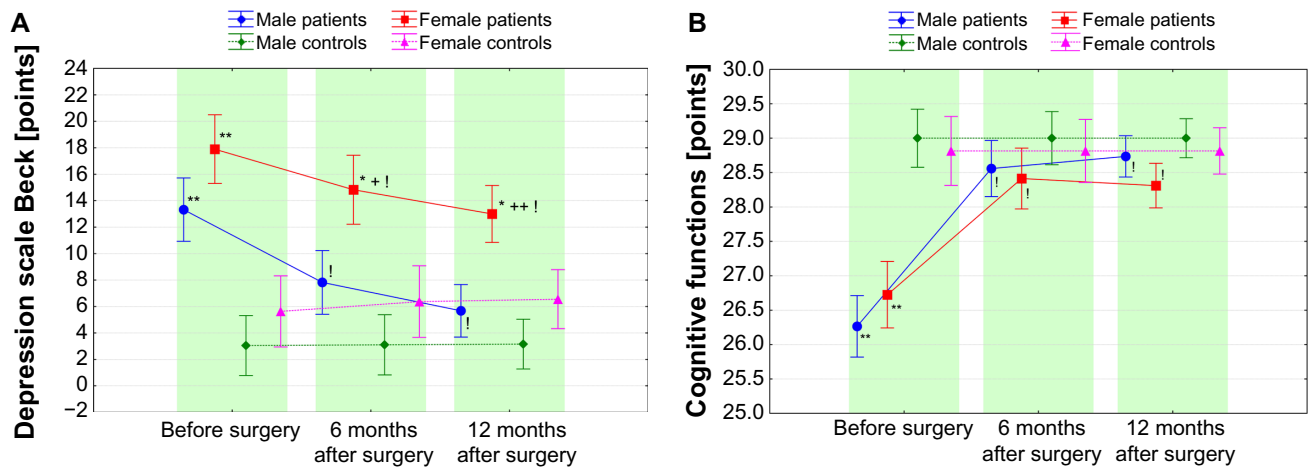 A
Male patients
Female patients
Male controls
Female controls
Depression scale Beck [points]
24
22
20
18
16
14
12
10
8
6
4
2
0
−2
**
**
* + !
!
* ++ !
!
Before surgery
6 months
after surgery
12 months
after surgery
B
Male patients
Female patients
Male controls
Female controls
Cognitive functions [points]
30.0
29.5
29.0
28.5
28.0
27.5
27.0
26.5
26.0
25.5
25.0
**
**
!
!
!
!
Before surgery
6 months
after surgery
12 months
after surgery